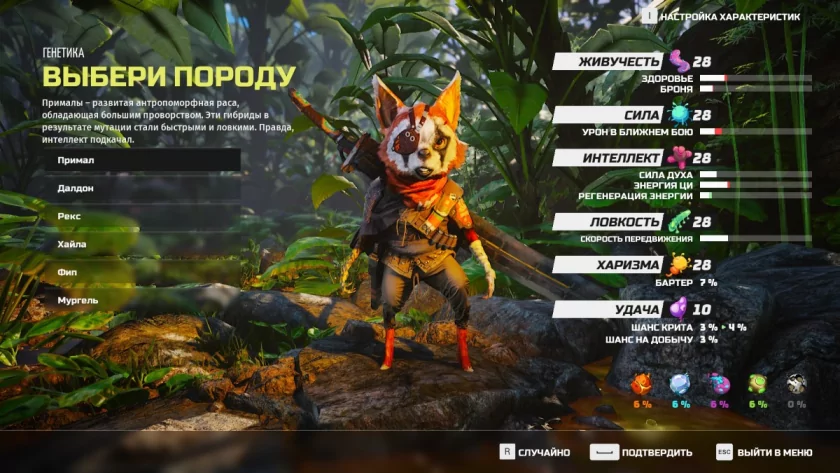 НАСТРОЙКА ХАРАКТЕРИСТИК
ГЕНЕТИКА
ВЫБЕРИ ПОРОДУ
Прималы – развитая антропоморфная раса,
обладающая большим проворством. Эти гибриды в
результате мутации стали быстрыми и ловкими. Правда,
интеллект подкачал.
Примал
Далдон
Рекс
Хайла
Фип
Мургель
ЖИВУЧЕСТЬ 28
ЗДОРОВЬЕ
БРОНЯ
СИЛА 28
УРОН В БЛИЖНЕМ БОЮ
ИНТЕЛЛЕКТ 28
СИЛА ДУХА
ЭНЕРГИЯ ЦИ
РЕГЕНЕРАЦИЯ ЭНЕРГИИ
ЛОВКОСТЬ 28
СКОРОСТЬ ПЕРЕДВИЖЕНИЯ
ХАРИЗМА 28
БАРТЕР 7 %
УДАЧА 10
ШАНС КРИТА 3 % 4 %
ШАНС НА ДОБЫЧУ 3 %
6 % 6 % 6 % 6 % 0 %
R СЛУЧАЙНО ПОДТВЕРДИТЬ ESC ВЫЙТИ В МЕНЮ